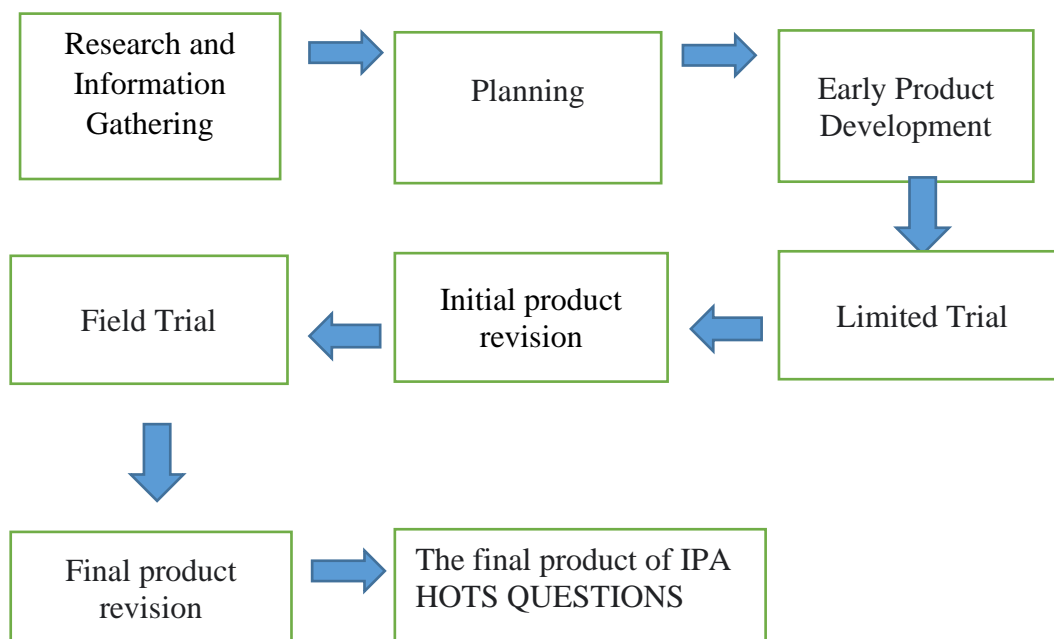 Research and
Information
Gathering
Planning
Early Product
Development
Limited Trial
Initial product
revision
Field Trial
Final product
revision
The final product of IPA
HOTS QUESTIONS